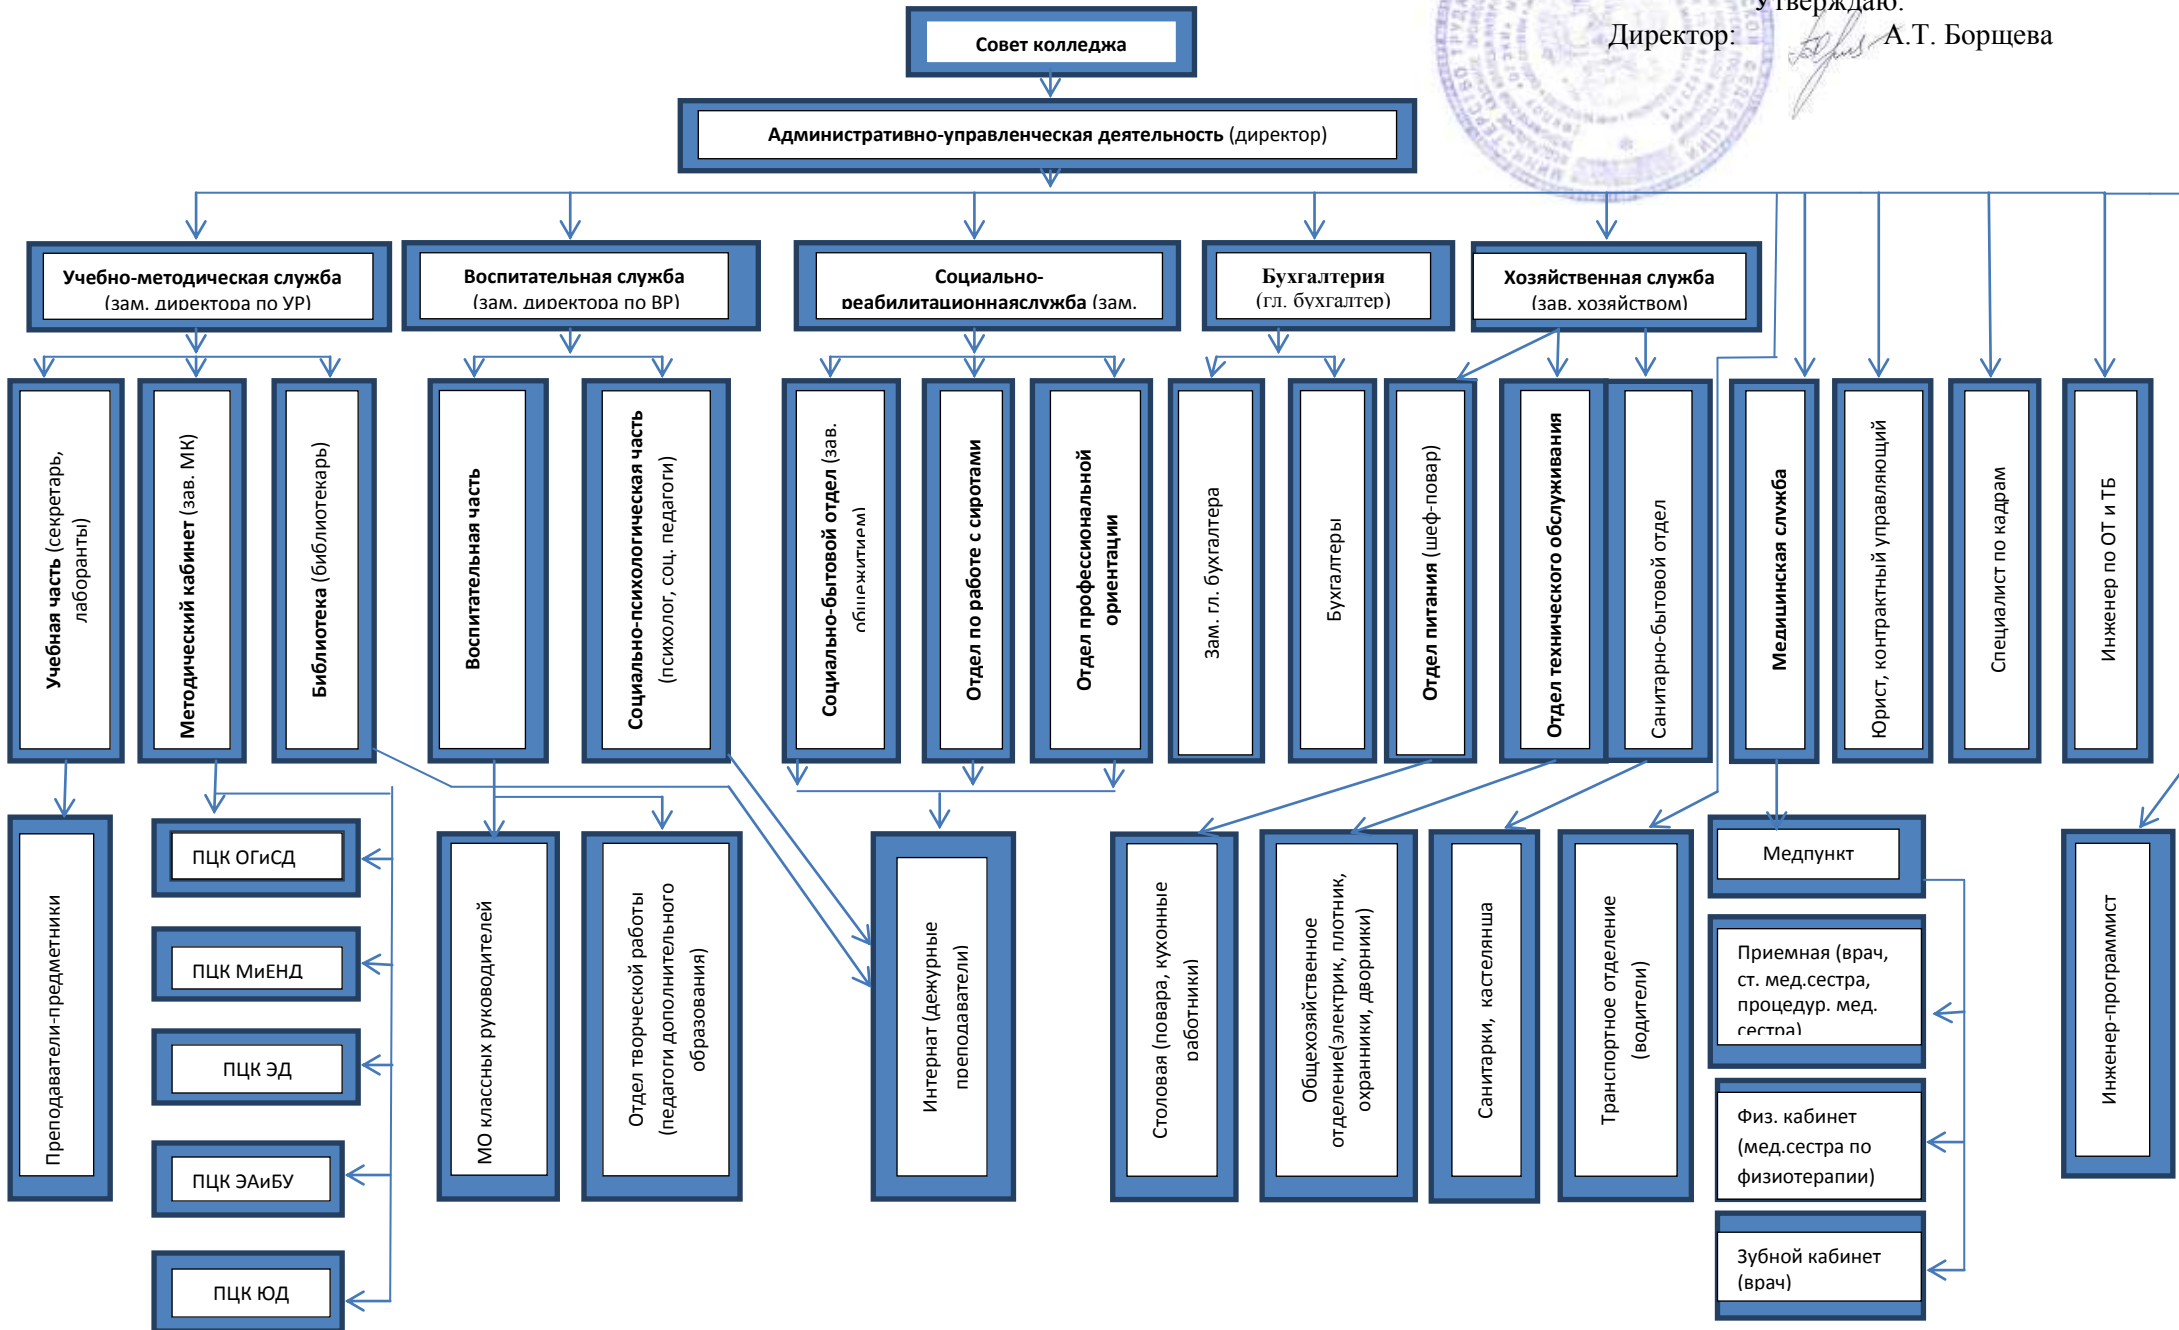 Утверждаю:
Директор:
А.Т. Борщева
Совет колледжа
Административно-управленческая деятельность (директор)
Учебно-методическая служба
(зам. директора по УР)
Воспитательная служба
(зам. директора по ВР)
Социально-
реабилитационнаяслужба (зам.
Бухгалтерия
(гл. бухгалтер)
Хозяйственная служба
(зав. хозяйством)
Учебная часть (секретарь,
лаборанты)
Методический кабинет (зав. МК)
Библиотека (библиотекарь)
Воспитательная часть
Социально-психологическая часть
(психолог, соц. педагоги)
Социально-бытовой отдел (зав.
общежитием)
Отдел по работе с сиротами
Отдел профессиональной
ориентации
Зам. гл. бухгалтера
Бухгалтеры
Отдел питания (шеф-повар)
Отдел технического обслуживания
Санитарно-бытовой отдел
Медицинская служба
Юрист, контрактный управляющий
Специалист по кадрам
Инженер по ОТ и ТБ
Преподаватели-предметники
ПЦК ОГиСД
ПЦК МиЕНД
ПЦК ЭД
ПЦК ЭАиБУ
ПЦК ЮД
МО классных руководителей
Отдел творческой работы
(педагоги дополнительного
образования)
Интернат (дежурные
преподаватели)
Столовая (повара, кухонные
работники)
Общехозяйственное
отделение(электрик, плотник,
охранники, дворники)
Санитарки, кастелянша
Транспортное отделение
(водители)
Медпункт
Приемная (врач,
ст. мед.сестра,
процедур. мед.
сестра)
Физ. кабинет
(мед.сестра по
физиотерапии)
Зубной кабинет
(врач)
Инженер-программист